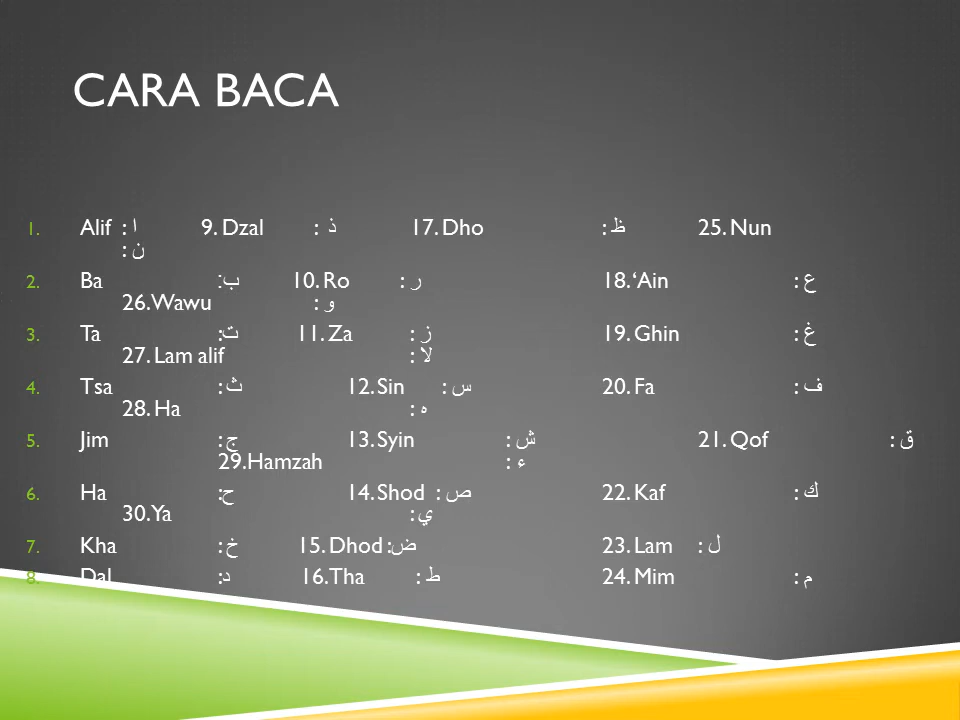 CARA BACA
1. Alif : ا 9. Dzal : ذ 17. Dho : ظ 25. Nun
: ن
2. Ba :ب 10. Ro : ر 18. ‘Ain : ع
26. Wawu : و
3. Ta :ت 11. Za : ز 19. Ghin : غ
27. Lam alif : لا
4. Tsa : ث 12. Sin : س 20. Fa : ف
28. Ha : ه
5. Jim : ج 13. Syin : ش 21. Qof : ق
29.Hamzah : ء
6. Ha :ح 14. Shod : ص 22. Kaf : ك
30. Ya : ي
7. Kha : خ 15. Dhod :ض 23. Lam : ل
8. Dal :د 16. Tha : ط 24. Mim : م